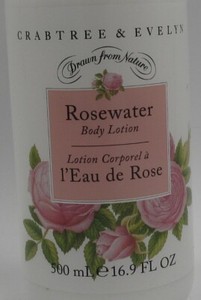 CRABTREE & EVELYN
Drawn from Nature
Rosewater
Body Lotion
Lotion Corporel à
l'Eau de Rose
500 mL ℮ 16.9 FL OZ